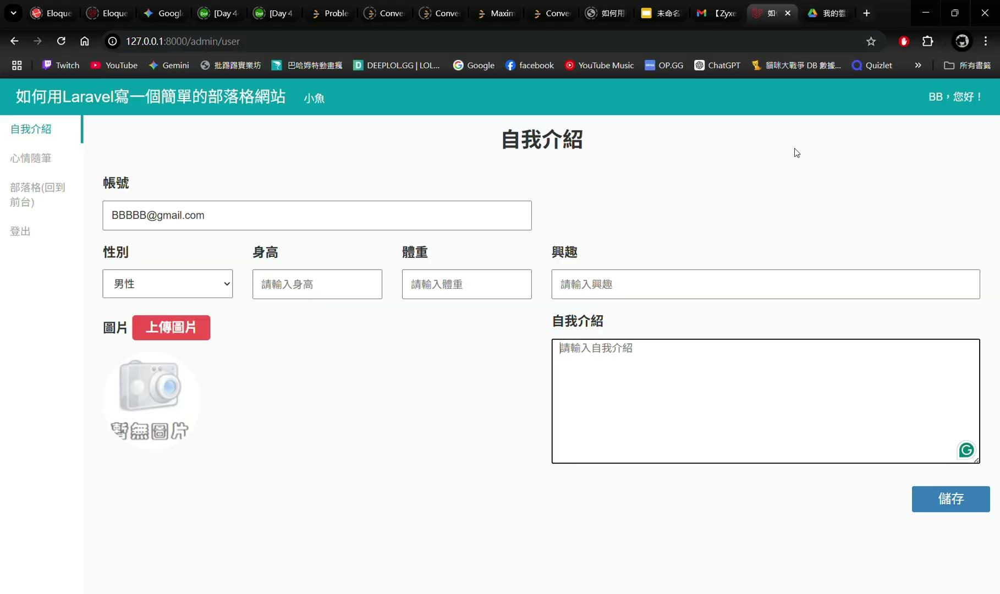 Eloque
Eloque
Googl
[Day 4
[Day 4
Proble
Conve
Conve
Maxim
Conve
如何用
未命名
【Zyxe
如
我的雲
127.0.0.1:8000/admin/user
Twitch
YouTube
Gemini
批踢踢實業坊
巴哈姆特動畫瘋
DEEPLOL.GG | LOL...
Google
facebook
YouTube Music
OP.GG
ChatGPT
貓咪大戰爭 DB 數據...
Quizlet
所有書籤
如何用Laravel寫一個簡單的部落格網站 小魚
BB，您好！
自我介紹
心情隨筆
部落格(回到
前台)
登出
自我介紹
帳號
BBBBB@gmail.com
性別
身高
體重
興趣
男性
請輸入身高
請輸入體重
請輸入興趣
圖片
上傳圖片
暫無圖片
自我介紹
請輸入自我介紹
儲存